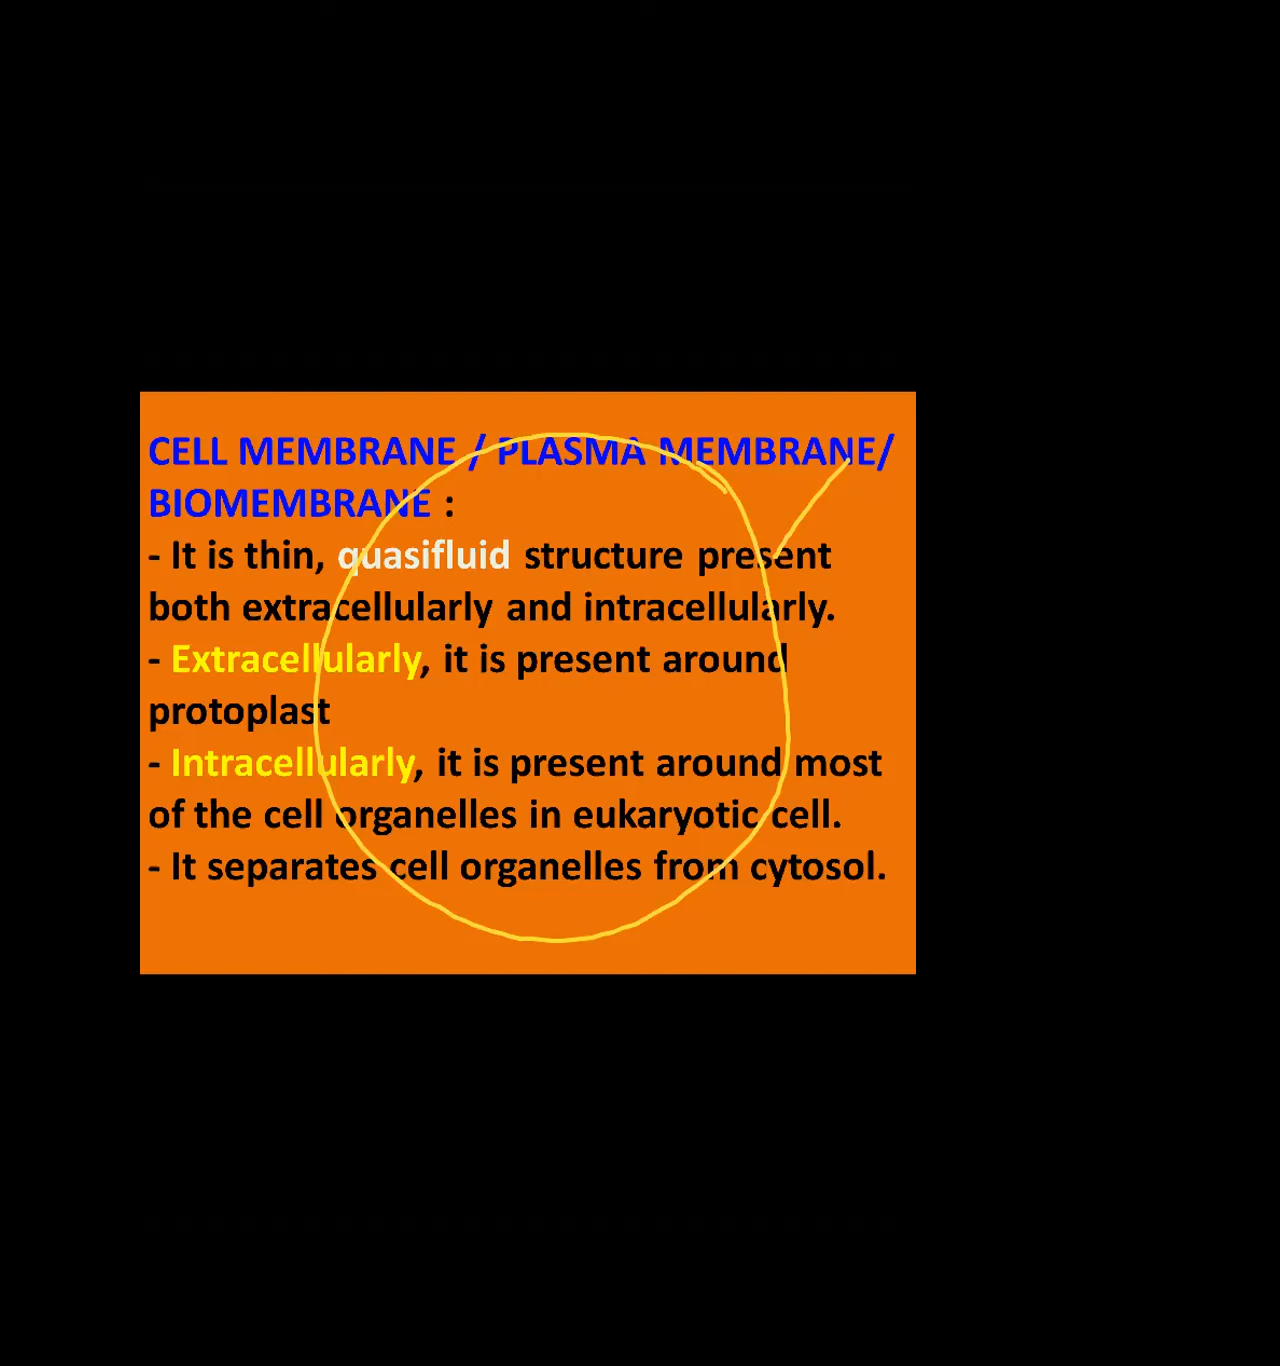 CELL MEMBRANE / PLASMA MEMBRANE/
BIOMEMBRANE :
- It is thin, quasifluid structure present
both extracellularly and intracellularly.
- Extracellularly, it is present around
protoplast
- Intracellularly, it is present around most
of the cell organelles in eukaryotic cell.
- It separates cell organelles from cytosol.